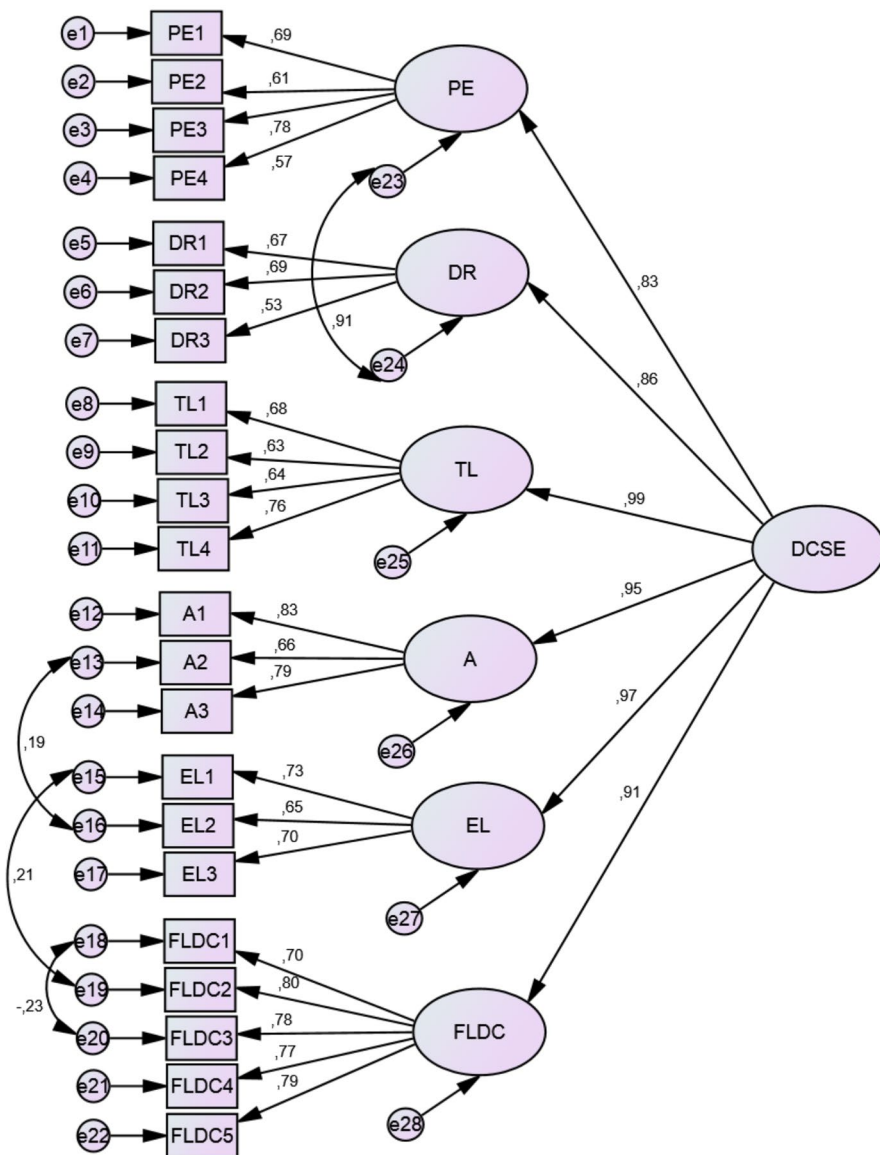 e1 PE1 ,69
e2 PE2 ,61
e3 PE3 ,78
e4 PE4 ,57
PE
e23
e5 DR1 ,67
e6 DR2 ,69
e7 DR3 ,53
DR
,91
e24
,83
,86
e8 TL1 ,68
e9 TL2 ,63
e10 TL3 ,64
e11 TL4 ,76
TL
e25
,99
DCSE
e12 A1 ,83
e13 A2 ,66
e14 A3 ,79
A
e26
,95
,19
e15 EL1 ,73
e16 EL2 ,65
e17 EL3 ,70
EL
e27
,97
,21
,91
e18 FLDC1 ,70
e19 FLDC2 ,80
e20 FLDC3 ,78
e21 FLDC4 ,77
e22 FLDC5 ,79
-,23
FLDC
e28